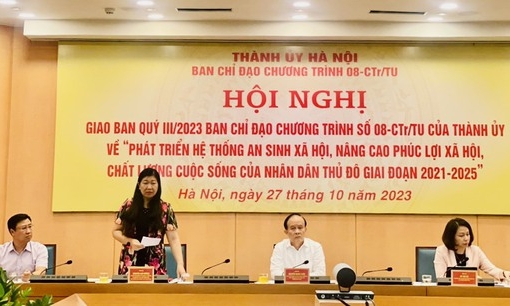 THÀNH ỦY HÀ NỘI
BAN CHỈ ĐẠO CHƯƠNG TRÌNH 08-CTr/TU
HỘI NGHỊ
GIAO BAN QUÝ III/2023 BAN CHỈ ĐẠO CHƯƠNG TRÌNH SỐ 08-CTr/TU CỦA THÀNH ỦY
VỀ "PHÁT TRIỂN HỆ THỐNG AN SINH XÃ HỘI, NÂNG CAO PHÚC LỢI XÃ HỘI,
CHẤT LƯỢNG CUỘC SỐNG CỦA NHÂN DÂN THỦ ĐÔ GIAI ĐOẠN 2021-2025"
Hà Nội, ngày 27 tháng 10 năm 2023